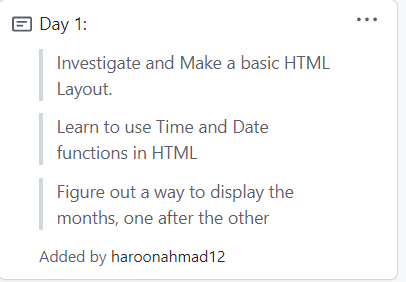 Day 1:
Investigate and Make a basic HTML
Layout.
Learn to use Time and Date
functions in HTML
Figure out a way to display the
months, one after the other
Added by haroonahmad12